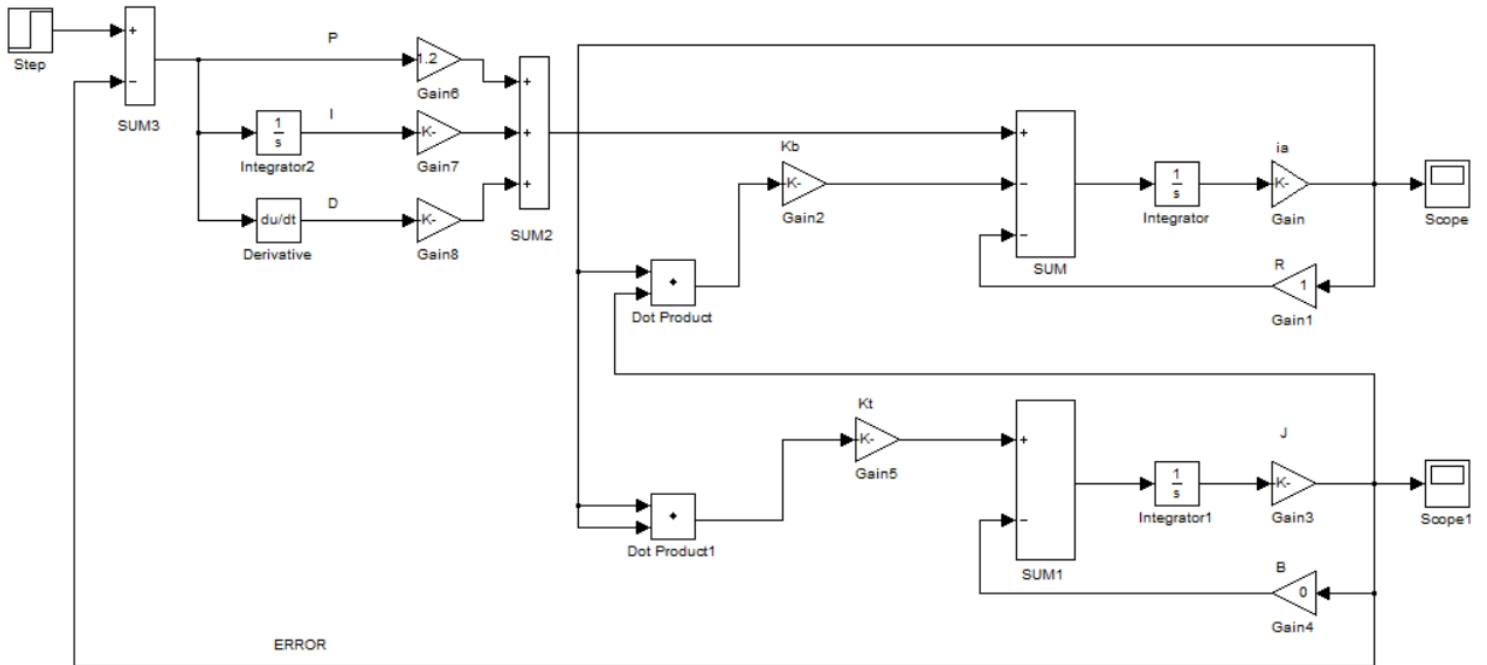 Step
+
−
SUM3
P
1.2
Gain6
I
1
s
Integrator2
-K-
Gain7
D
du/dt
Derivative
-K-
Gain8
+
+
+
SUM2
Kb
-K-
Gain2
Dot Product
+
−
−
SUM
1
s
Integrator
ia
-K-
Gain
Scope
R
1
Gain1
Kt
-K-
Gain5
Dot Product1
+
−
SUM1
1
s
Integrator1
J
-K-
Gain3
Scope1
B
0
Gain4
ERROR